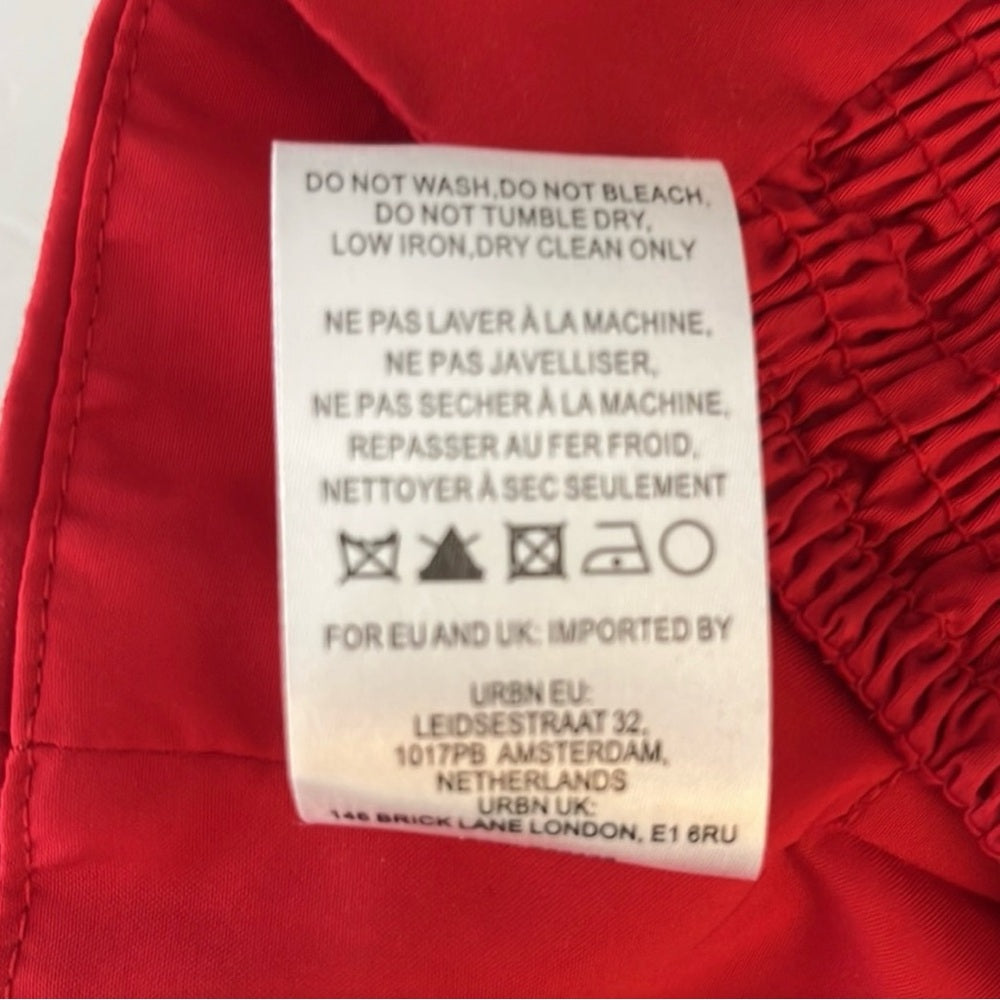 DO NOT WASH,DO NOT BLEACH,
DO NOT TUMBLE DRY,
LOW IRON,DRY CLEAN ONLY
NE PAS LAVER À LA MACHINE,
NE PAS JAVELLISER,
NE PAS SECHER À LA MACHINE,
REPASSER AU FER FROID,
NETTOYER À SEC SEULEMENT
FOR EU AND UK: IMPORTED BY
URBN EU:
LEIDSESTRAAT 32,
1017PB AMSTERDAM,
NETHERLANDS
URBN UK:
146 BRICK LANE LONDON, E1 6RU